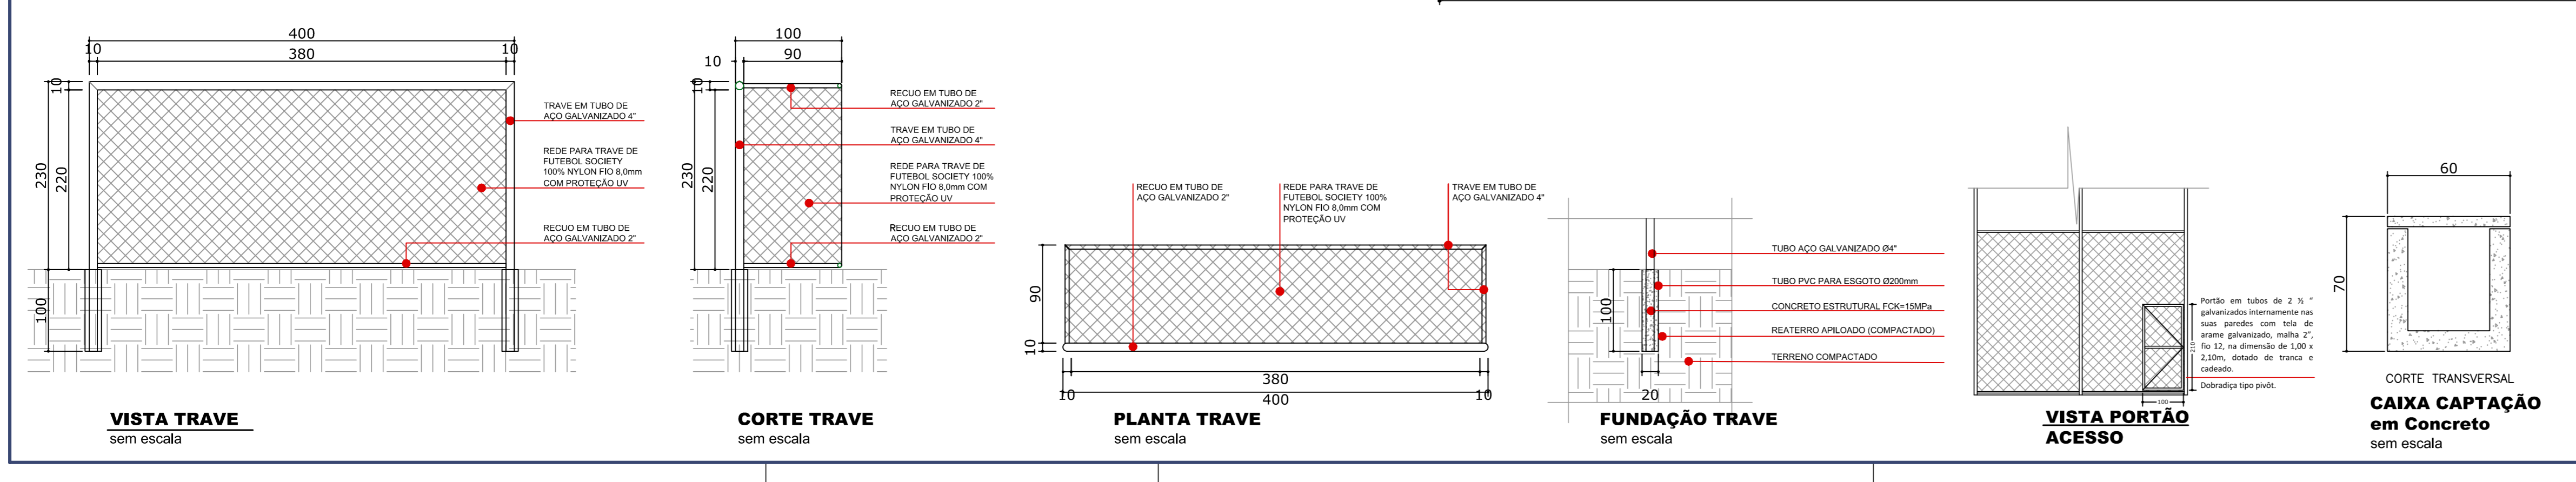 400
10
380
10
10
230
220
100
TRAVE EM TUBO DE
AÇO GALVANIZADO 4"
REDE PARA TRAVE DE
FUTEBOL SOCIETY
100% NYLON FIO 8,0mm
COM PROTEÇÃO UV
RECUO EM TUBO DE
AÇO GALVANIZADO 2"
VISTA TRAVE
sem escala
100
10
90
10
230
220
RECUO EM TUBO DE
AÇO GALVANIZADO 2"
TRAVE EM TUBO DE
AÇO GALVANIZADO 4"
REDE PARA TRAVE DE
FUTEBOL SOCIETY 100%
NYLON FIO 8,0mm COM
PROTEÇÃO UV
RECUO EM TUBO DE
AÇO GALVANIZADO 2"
CORTE TRAVE
sem escala
RECUO EM TUBO DE
AÇO GALVANIZADO 2"
REDE PARA TRAVE DE
FUTEBOL SOCIETY 100%
NYLON FIO 8,0mm COM
PROTEÇÃO UV
TRAVE EM TUBO DE
AÇO GALVANIZADO 4"
90
10
380
10
400
10
PLANTA TRAVE
sem escala
TUBO AÇO GALVANIZADO Ø4"
TUBO PVC PARA ESGOTO Ø200mm
CONCRETO ESTRUTURAL FCK=15MPa
REATERRO APILOADO (COMPACTADO)
TERRENO COMPACTADO
100
20
FUNDAÇÃO TRAVE
sem escala
Portão em tubos de 2 ½ "
galvanizados internamente nas
suas paredes com tela de
arame galvanizado, malha 2",
fio 12, na dimensão de 1,00 x
2,10m, dotado de tranca e
cadeado.
Dobradiça tipo pivôt.
210
100
VISTA PORTÃO
ACESSO
60
70
CORTE TRANSVERSAL
CAIXA CAPTAÇÃO
em Concreto
sem escala